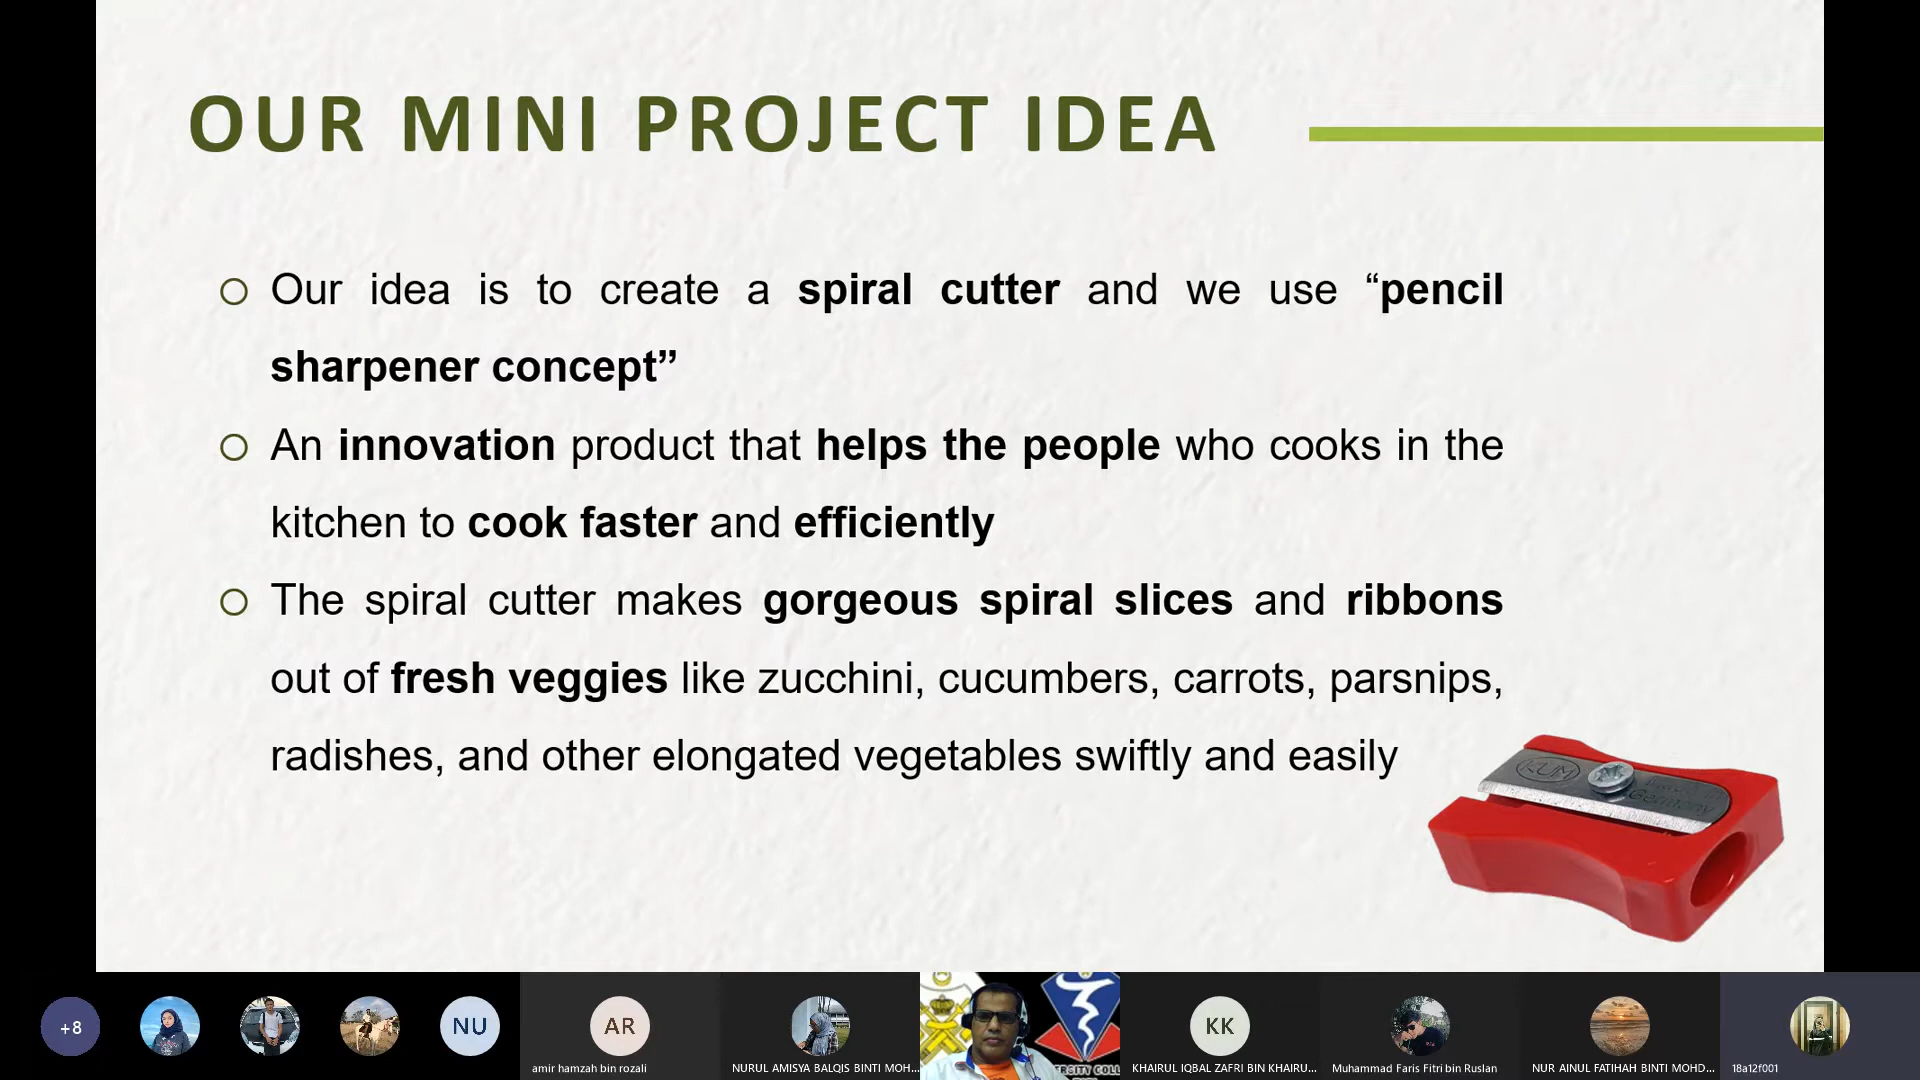 OUR MINI PROJECT IDEA
Our idea is to create a spiral cutter and we use “pencil
sharpener concept”
An innovation product that helps the people who cooks in the
kitchen to cook faster and efficiently
The spiral cutter makes gorgeous spiral slices and ribbons
out of fresh veggies like zucchini, cucumbers, carrots, parsnips,
radishes, and other elongated vegetables swiftly and easily
KUM
Germany
+8
NU
AR
KK
amir hamzah bin rozali
NURUL AMISYA BALQIS BINTI MOH...
KHAIRUL IQBAL ZAFRI BIN KHAIRU...
Muhammad Faris Fitri bin Ruslan
NUR AINUL FATIHAH BINTI MOHD...
18a12f001